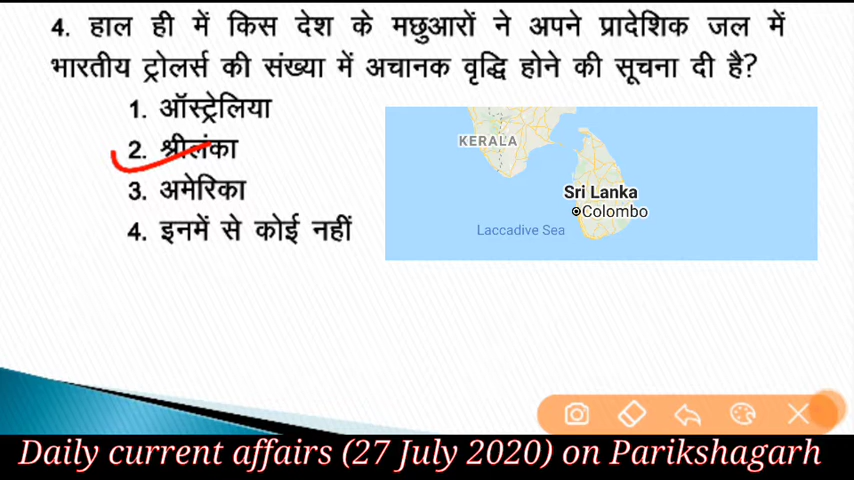 4. हाल ही में किस देश के मछुआरों ने अपने प्रादेशिक जल में
भारतीय ट्रोलर्स की संख्या में अचानक वृद्धि होने की सूचना दी है?
1. ऑस्ट्रेलिया
2. श्रीलंका
3. अमेरिका
4. इनमें से कोई नहीं
KERALA
Sri Lanka
Colombo
Laccadive Sea
Daily current affairs (27 July 2020) on Parikshagarh